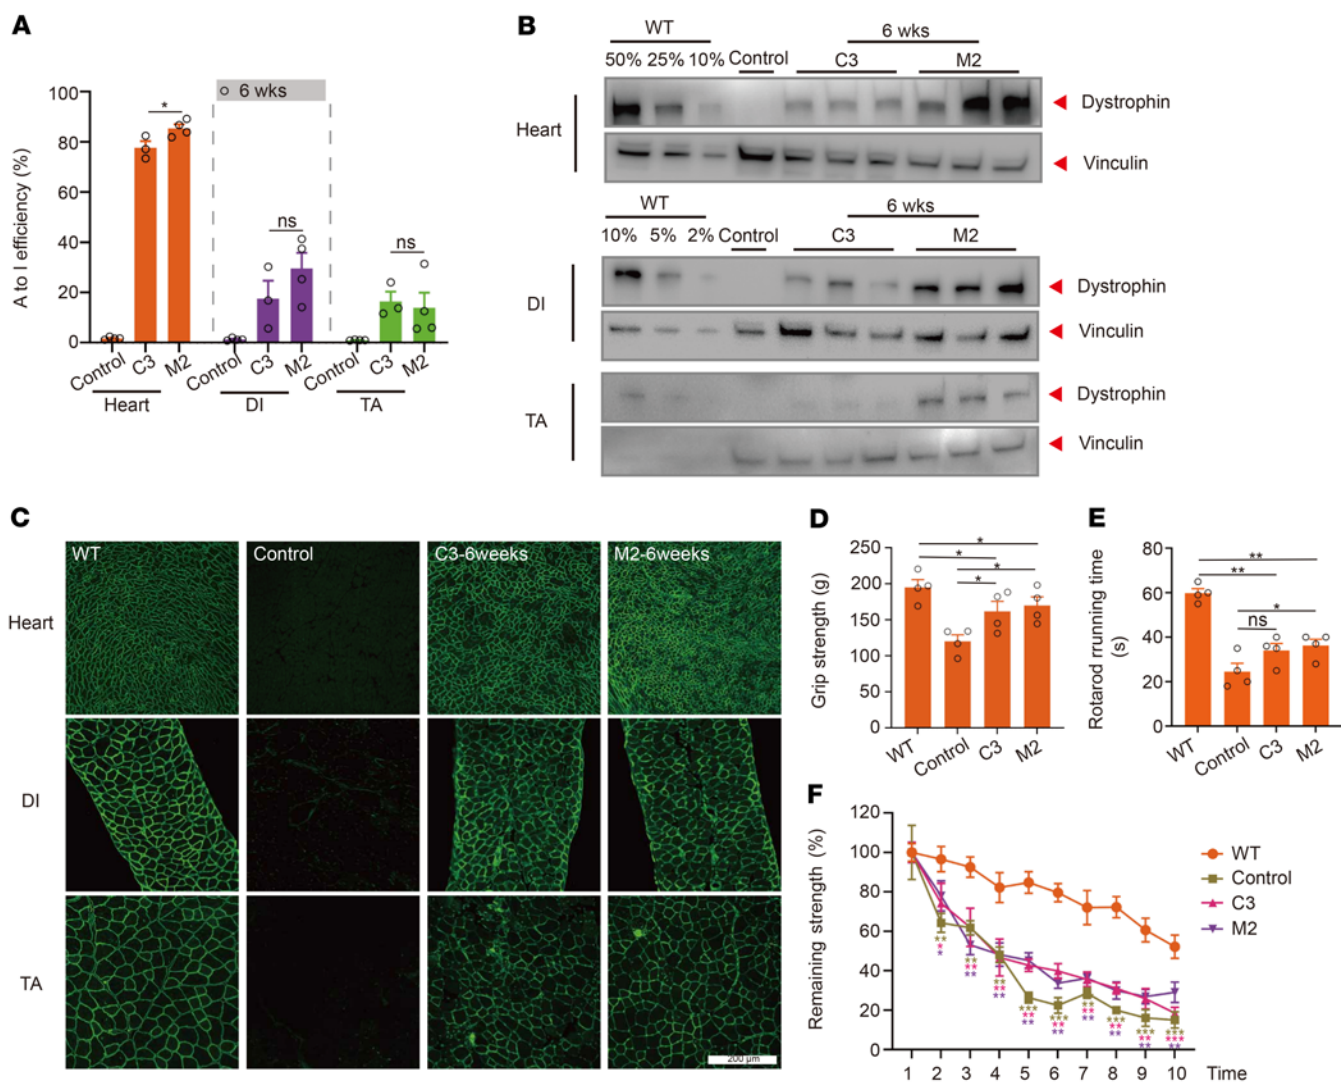 A
A to I efficiency (%)
100
80
60
40
20
0
6 wks
*
ns
ns
Control
C3
M2
Control
C3
M2
Control
C3
M2
Heart
DI
TA
B
WT
6 wks
50% 25% 10% Control C3 M2
Heart
Dystrophin
Vinculin
WT
6 wks
10% 5% 2% Control C3 M2
DI
Dystrophin
Vinculin
TA
Dystrophin
Vinculin
C
WT
Control
C3-6weeks
M2-6weeks
Heart
DI
TA
200 µm
D
Grip strength (g)
250
200
150
100
50
0
*
*
*
*
WT
Control
C3
M2
E
Rotarod rrunning time
(s)
80
60
40
20
0
**
**
*
ns
WT
Control
C3
M2
F
Remaining strength (%)
120
100
80
60
40
20
0
WT
Control
C3
M2
** ** ** *** *** ** *** *** ***
* ** ** ** ** ** ** ** ***
* ** ** ** ** ** ** ** **
1 2 3 4 5 6 7 8 9 10 Time